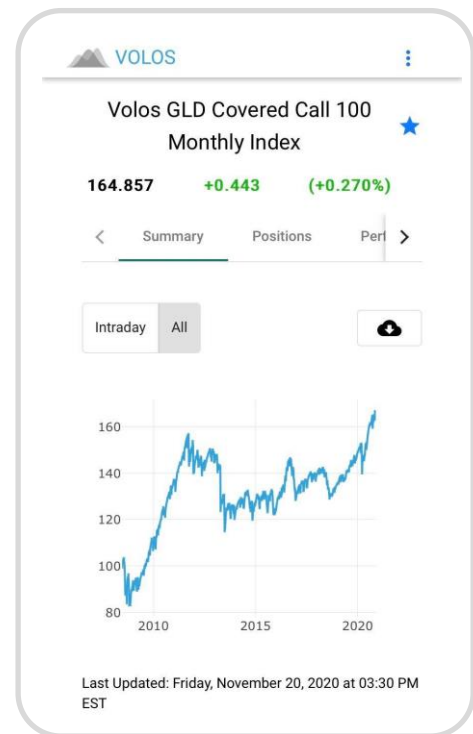 VOLOS
Volos GLD Covered Call 100
Monthly Index
164.857 +0.443 (+0.270%)
Summary Positions Perf
Intraday All
160
140
120
100
80
2010 2015 2020
Last Updated: Friday, November 20, 2020 at 03:30 PM
EST